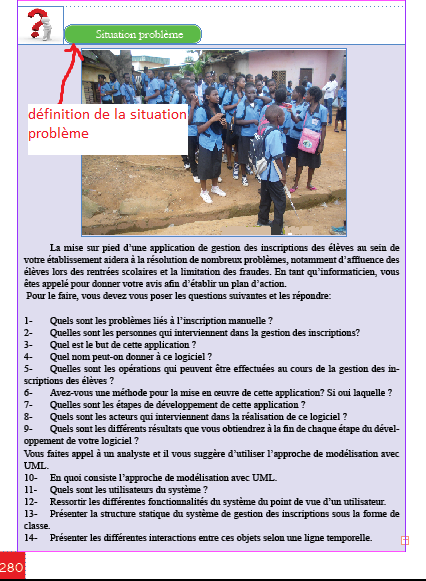 Situation problème
définition de la situation
problème
La mise sur pied d'une application de gestion des inscriptions des élèves au sein de
votre établissement aidera à la résolution de nombreux problèmes, notamment d'affluence des
élèves lors des rentrées scolaires et la limitation des fraudes. En tant qu'informaticien, vous
êtes appelé pour donner votre avis afin d'établir un plan d'action.
Pour le faire, vous devez vous poser les questions suivantes et les répondre:
1- Quels sont les problèmes liés à l'inscription manuelle ?
2- Quelles sont les personnes qui interviennent dans la gestion des inscriptions?
3- Quel est le but de cette application ?
4- Quel nom peut-on donner à ce logiciel ?
5- Quelles sont les opérations qui peuvent être effectuées au cours de la gestion des in-
scriptions des élèves ?
6- Avez-vous une méthode pour la mise en œuvre de cette application? Si oui laquelle ?
7- Quelles sont les étapes de développement de cette application ?
8- Quels sont les acteurs qui interviennent dans la réalisation de ce logiciel ?
9- Quels sont les différents résultats que vous obtiendrez à la fin de chaque étape du dével-
oppement de votre logiciel ?
Vous faites appel à un analyste et il vous suggère d'utiliser l'approche de modélisation avec
UML.
10- En quoi consiste l'approche de modélisation avec UML.
11- Quels sont les utilisateurs du système ?
12- Ressortir les différentes fonctionnalités du système du point de vue d'un utilisateur.
13- Présenter la structure statique du système de gestion des inscriptions sous la forme de
classe.
14- Présenter les différentes interactions entre ces objets selon une ligne temporelle.
280